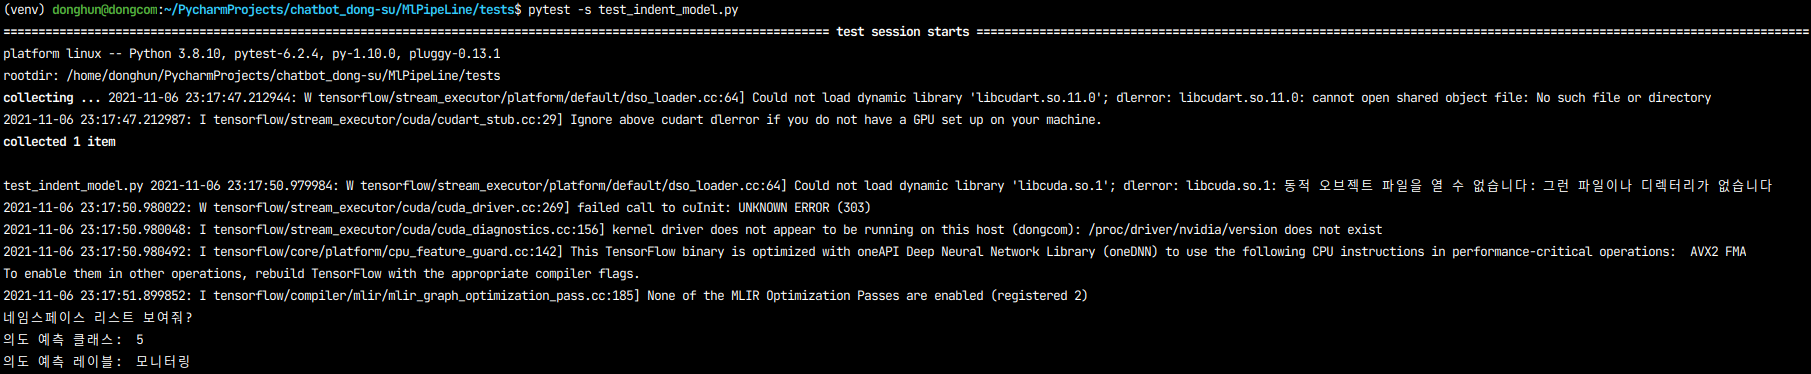 (venv) donghun@dongcom:~/PycharmProjects/chatbot_dong-su/MlPipeLine/tests$ pytest -s test_indent_model.py
============================== test session starts ==============================
platform linux -- Python 3.8.10, pytest-6.2.4, py-1.10.0, pluggy-0.13.1
rootdir: /home/donghun/PycharmProjects/chatbot_dong-su/MlPipeLine/tests
collecting ... 2021-11-06 23:17:47.212944: W tensorflow/stream_executor/platform/default/dso_loader.cc:64] Could not load dynamic library 'libcudart.so.11.0'; dlerror: libcudart.so.11.0: cannot open shared object file: No such file or directory
2021-11-06 23:17:47.212987: I tensorflow/stream_executor/cuda/cudart_stub.cc:29] Ignore above cudart dlerror if you do not have a GPU set up on your machine.
collected 1 item
test_indent_model.py 2021-11-06 23:17:50.979984: W tensorflow/stream_executor/platform/default/dso_loader.cc:64] Could not load dynamic library 'libcuda.so.1'; dlerror: libcuda.so.1: 동적 오브젝트 파일을 열 수 없습니다: 그런 파일이나 디렉터리가 없습니다
2021-11-06 23:17:50.980022: W tensorflow/stream_executor/cuda/cuda_driver.cc:269] failed call to cuInit: UNKNOWN ERROR (303)
2021-11-06 23:17:50.980048: I tensorflow/stream_executor/cuda/cuda_diagnostics.cc:156] kernel driver does not appear to be running on this host (dongcom): /proc/driver/nvidia/version does not exist
2021-11-06 23:17:50.980492: I tensorflow/core/platform/cpu_feature_guard.cc:142] This TensorFlow binary is optimized with oneAPI Deep Neural Network Library (oneDNN) to use the following CPU instructions in performance-critical operations:  AVX2 FMA
To enable them in other operations, rebuild TensorFlow with the appropriate compiler flags.
2021-11-06 23:17:51.899852: I tensorflow/compiler/mlir/mlir_graph_optimization_pass.cc:185] None of the MLIR Optimization Passes are enabled (registered 2)
네임스페이스 리스트 보여줘?
의도 예측 클래스:  5
의도 예측 레이블:  모니터링